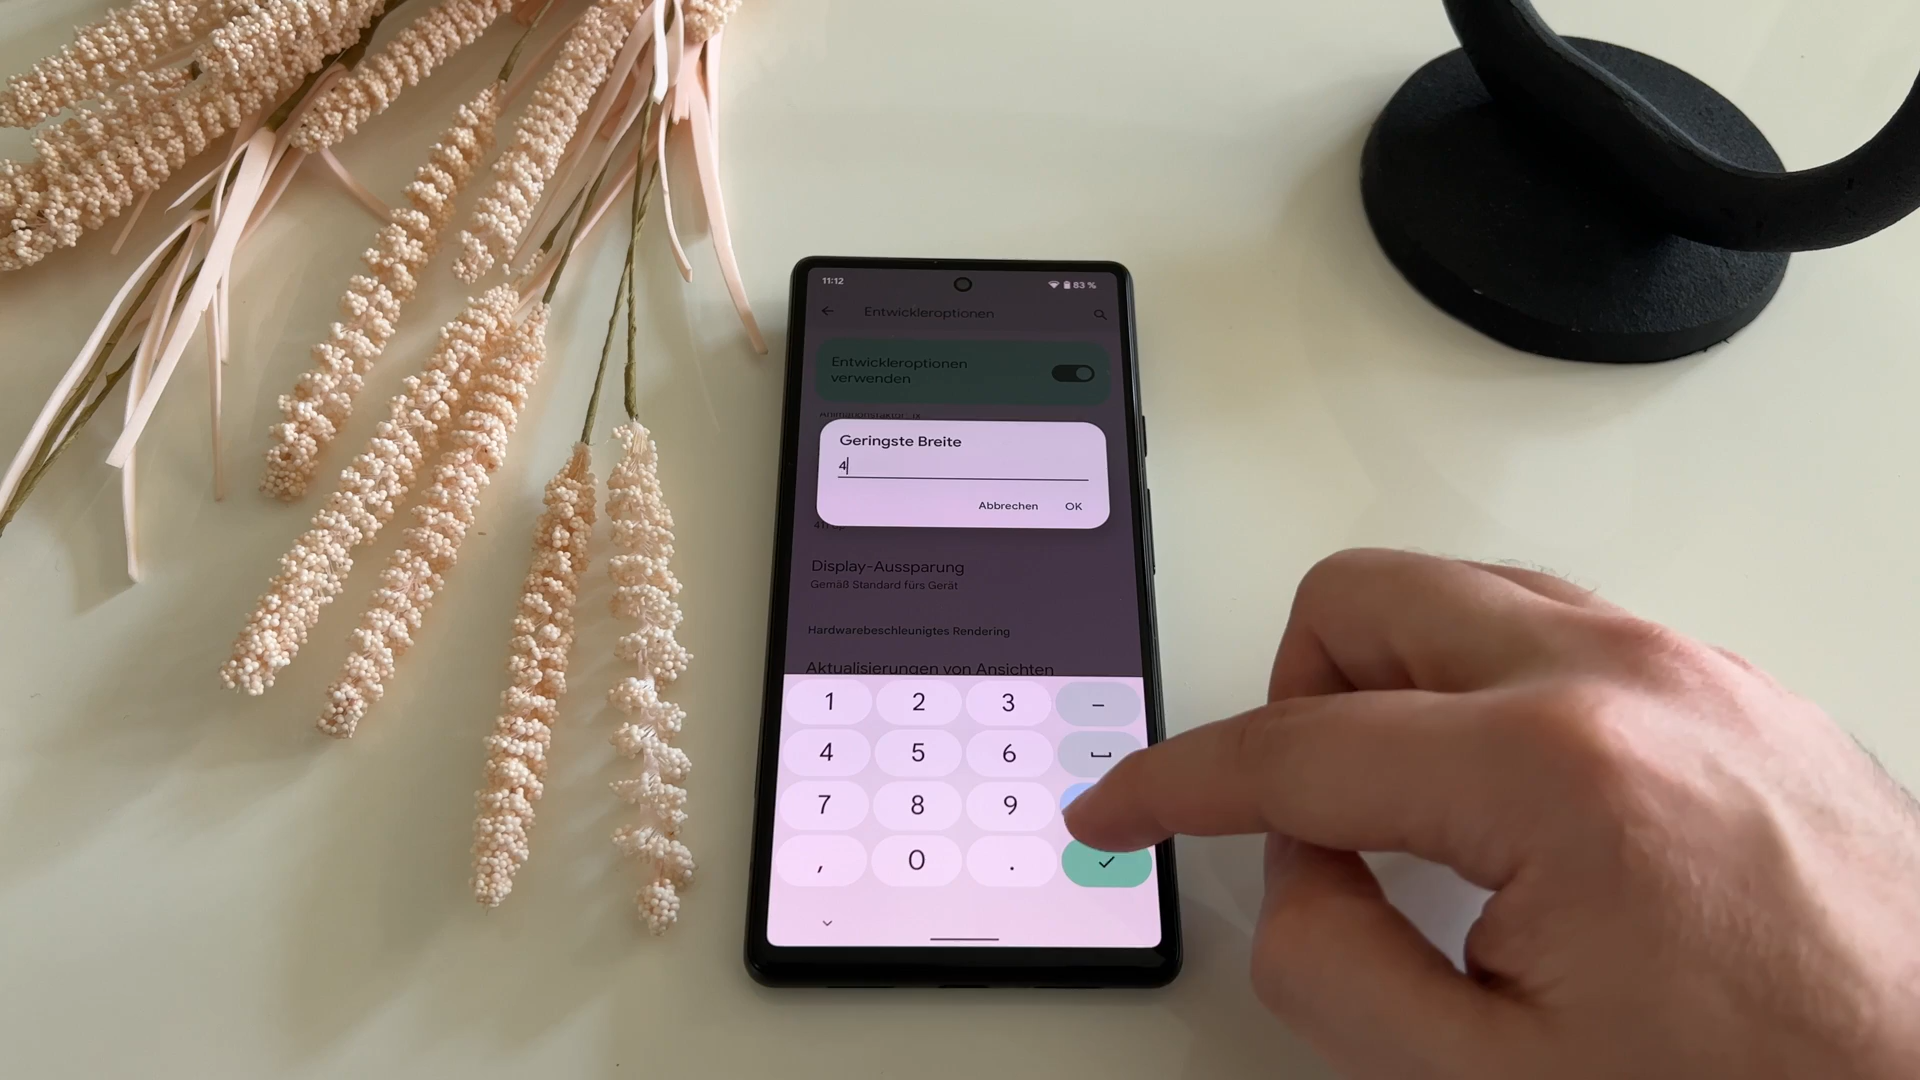 11:12
83 %
Entwickleroptionen
Entwickleroptionen
verwenden
Geringste Breite
4
Abbrechen OK
Display-Aussparung
Gemäß Standard fürs Gerät
Hardwarebeschleunigtes Rendering
Aktualisierungen von Ansichten
1 2 3 –
4 5 6
7 8 9
, 0 .